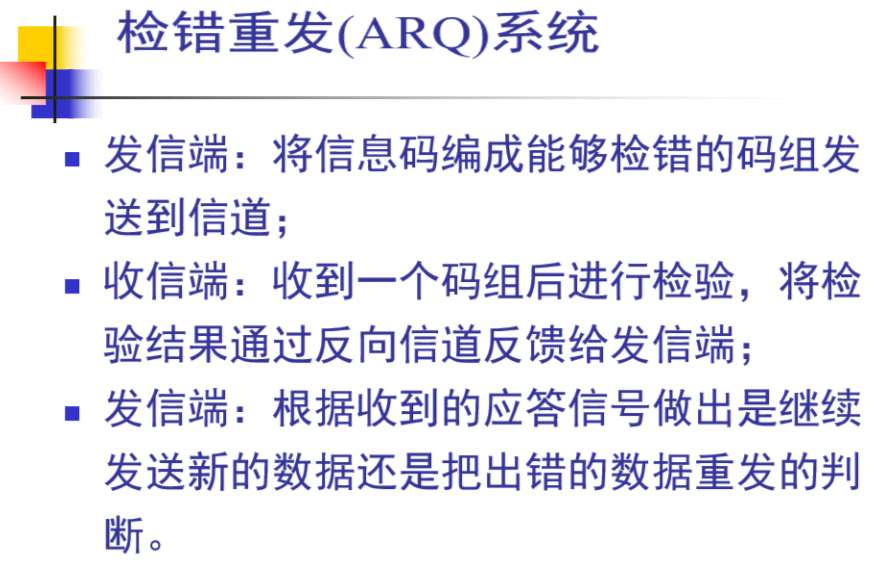 检错重发(ARQ)系统
发信端：将信息码编成能够检错的码组发
送到信道；
收信端：收到一个码组后进行检验，将检
验结果通过反向信道反馈给发信端；
发信端：根据收到的应答信号做出是继续
发送新的数据还是把出错的数据重发的判
断。